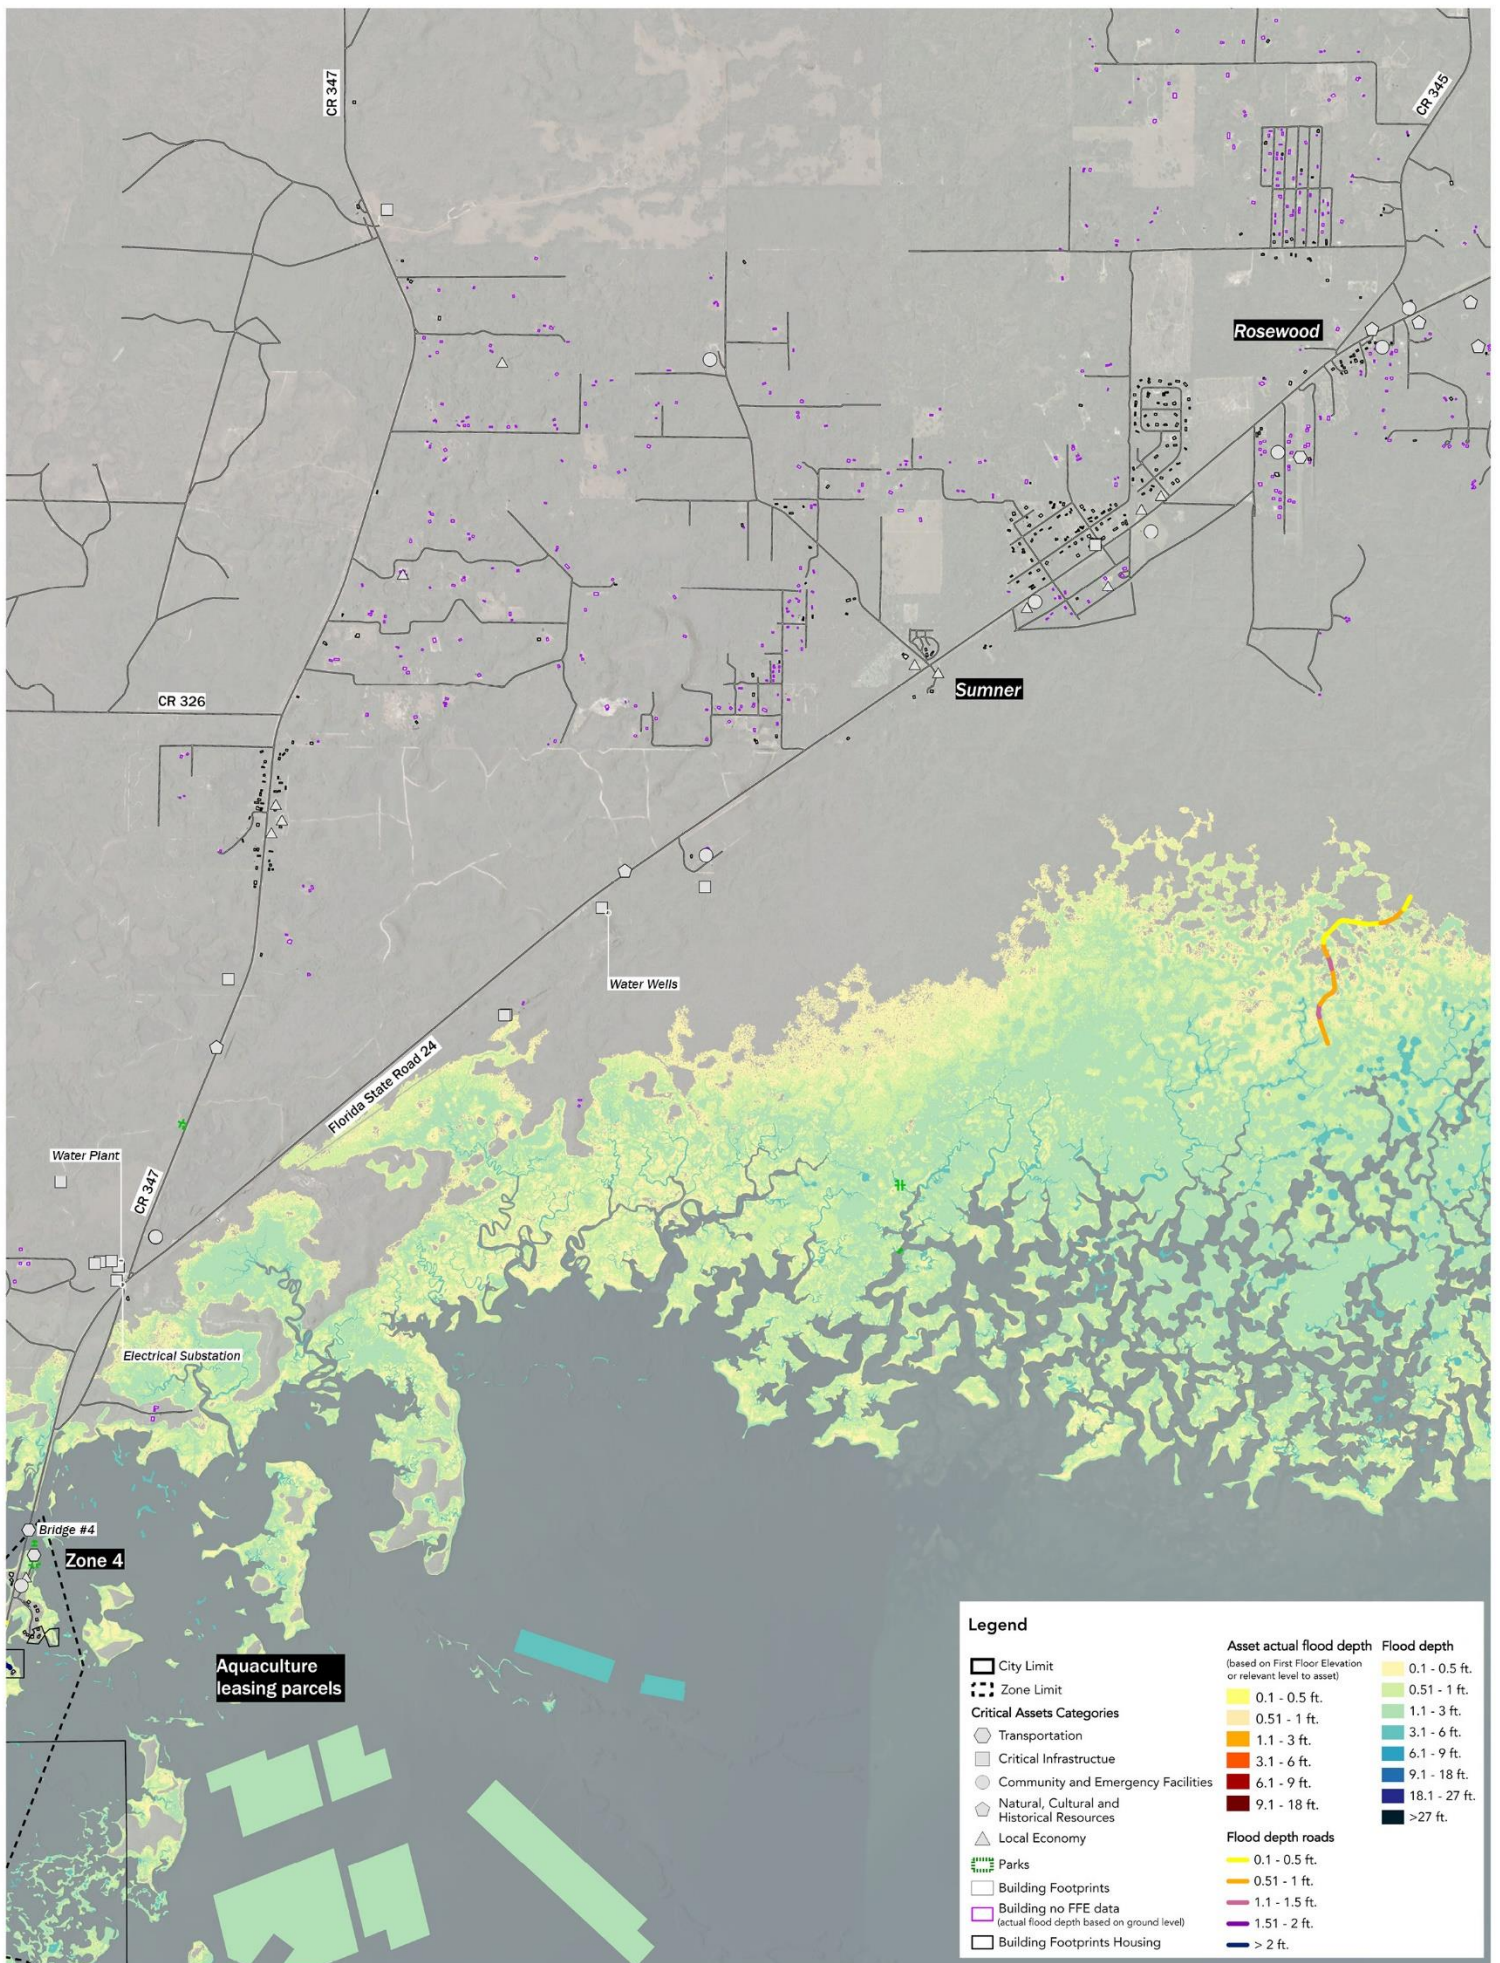 CR 347
CR 345
Rosewood
Sumner
CR 326
Water Wells
Florida State Road 24
Water Plant
CR 347
Electrical Substation
Bridge #4
Zone 4
Aquaculture
leasing parcels
Legend
City Limit
Zone Limit
Critical Assets Categories
Transportation
Critical Infrastructue
Community and Emergency Facilities
Natural, Cultural and
Historical Resources
Local Economy
Parks
Building Footprints
Building no FFE data
(actual flood depth based on ground level)
Building Footprints Housing
Asset actual flood depth
(based on First Floor Elevation
or relevant level to asset)
0.1 - 0.5 ft.
0.51 - 1 ft.
1.1 - 3 ft.
3.1 - 6 ft.
6.1 - 9 ft.
9.1 - 18 ft.
Flood depth roads
0.1 - 0.5 ft.
0.51 - 1 ft.
1.1 - 1.5 ft.
1.51 - 2 ft.
> 2 ft.
Flood depth
0.1 - 0.5 ft.
0.51 - 1 ft.
1.1 - 3 ft.
3.1 - 6 ft.
6.1 - 9 ft.
9.1 - 18 ft.
18.1 - 27 ft.
>27 ft.